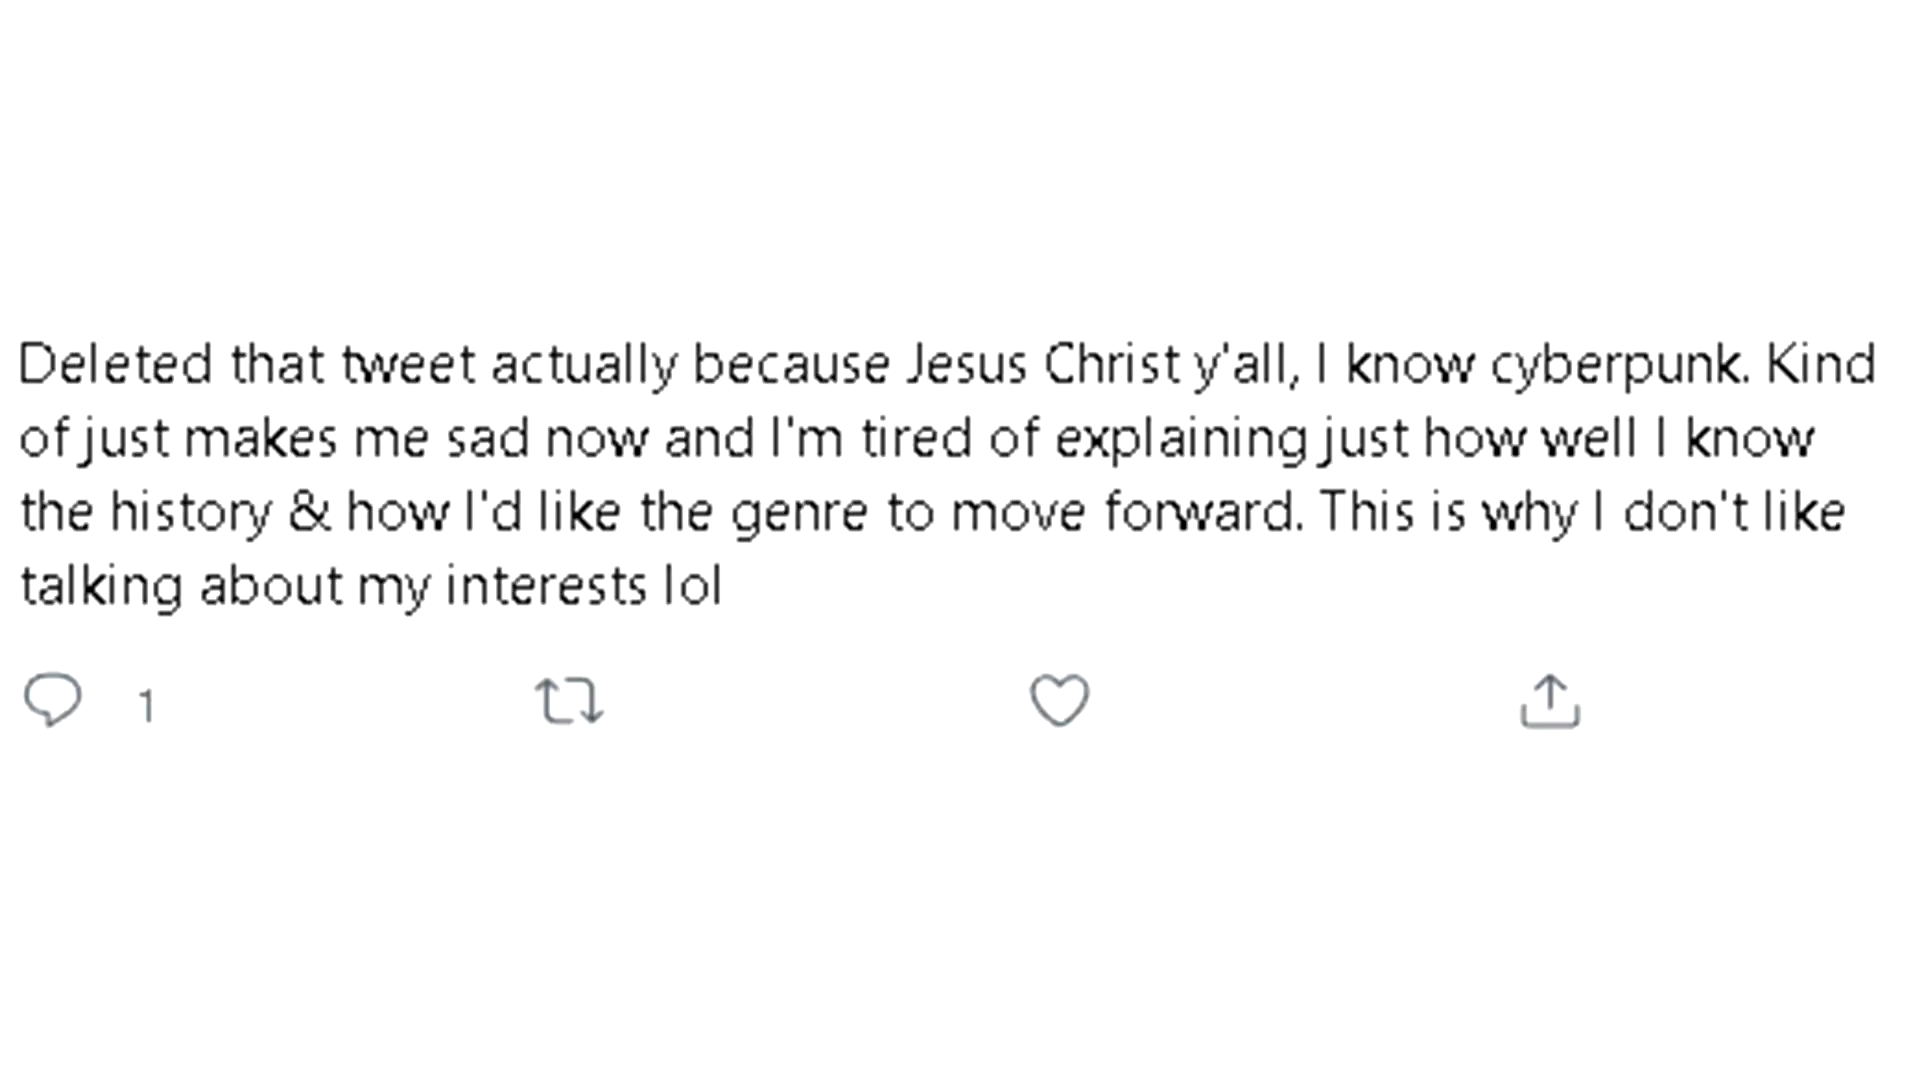 Deleted that tweet actually because Jesus Christ y'all, I know cyberpunk. Kind
of just makes me sad now and I'm tired of explaining just how well I know
the history & how I'd like the genre to move forward. This is why I don't like
talking about my interests lol
1